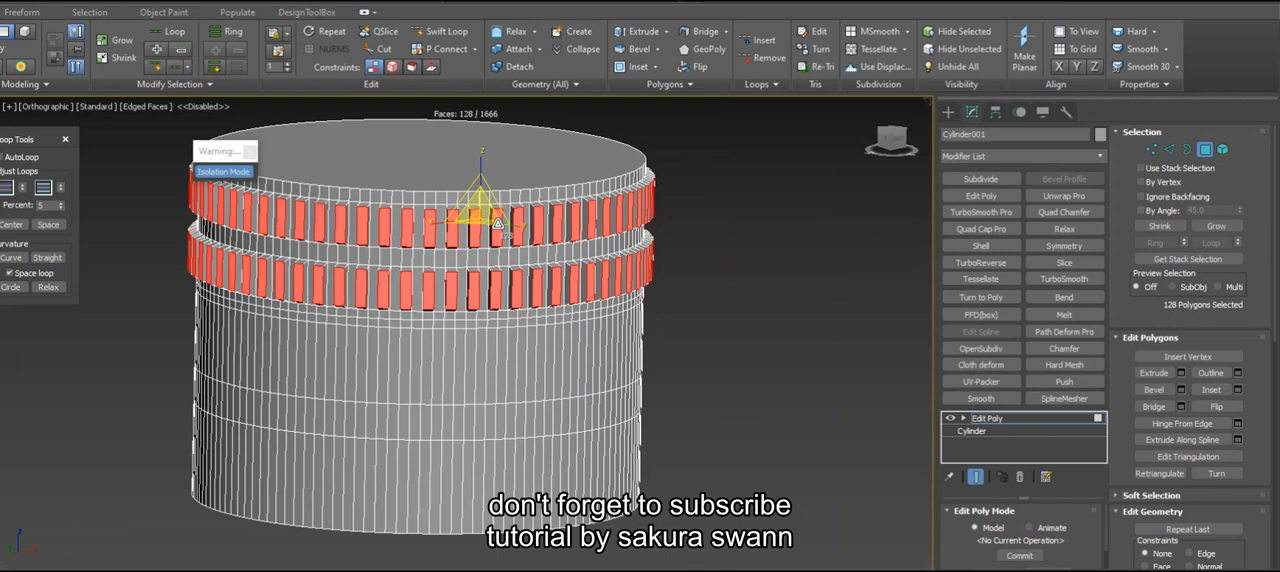 Freeform Selection Object Paint Populate DesignToolBox
Grow Loop Ring Repeat QSlice Swift Loop Relax Create Extrude Bridge Insert Edit MSmooth Hide Selected To View Hard
Shrink NURMS Cut P Connect Attach Collapse Bevel GeoPoly Remove Turn Tessellate Hide Unselected To Grid Smooth
1 Constraints: Detach Inset Flip Re-Tri Use Displac... Unhide All Make Planar X Y Z Smooth 30
Modeling Modify Selection Edit Geometry (All) Polygons Loops Tris Subdivision Visibility Align Properties
[+] [Orthographic] [Standard] [Edged Faces] <<Disabled>>
Faces: 128 / 1666
oop Tools
AutoLoop
djust Loops
Percent: 5
Center Space
urvature
Curve Straight
Space loop
Circle Relax
Warning:...
Isolation Mode
z
128
Cylinder001
Modifier List
Subdivide Bevel Profile
Edit Poly Unwrap Pro
TurboSmooth Pro Quad Chamfer
Quad Cap Pro Relax
Shell Symmetry
TurboReverse Slice
Tessellate TurboSmooth
Turn to Poly Bend
FFD(box) Melt
Edit Spline Path Deform Pro
OpenSubdiv Chamfer
Cloth deform Hard Mesh
UV-Packer Push
Smooth SplineMesher
Edit Poly
Cylinder
Edit Poly Mode
Model Animate
<No Current Operation>
Commit
Selection
Use Stack Selection
By Vertex
Ignore Backfacing
By Angle: 45.0
Shrink Grow
Ring Loop
Get Stack Selection
Preview Selection
Off SubObj Multi
128 Polygons Selected
Edit Polygons
Insert Vertex
Extrude Outline
Bevel Inset
Bridge Flip
Hinge From Edge
Extrude Along Spline
Edit Triangulation
Retriangulate Turn
Soft Selection
Edit Geometry
Repeat Last
Constraints
None Edge
Face Normal
don't forget to subscribe
tutorial by sakura swann